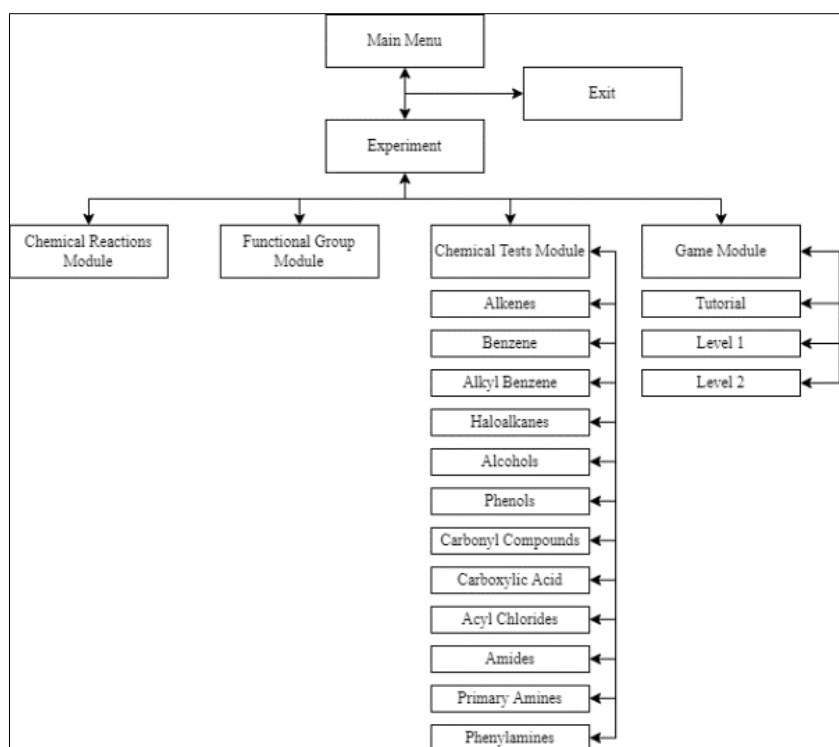 Main Menu
Exit
Experiment
Chemical Reactions
Module
Functional Group
Module
Chemical Tests Module
Game Module
Alkenes
Benzene
Alkyl Benzene
Haloalkanes
Alcohols
Phenols
Carbonyl Compounds
Carboxylic Acid
Acyl Chlorides
Amides
Primary Amines
Phenylamines
Tutorial
Level 1
Level 2